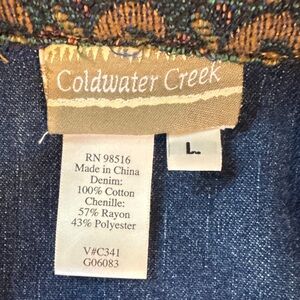 Coldwater Creek
L
RN 98516
Made in China
Denim:
100% Cotton
Chenille:
57% Rayon
43% Polyester
V#C341
G06083